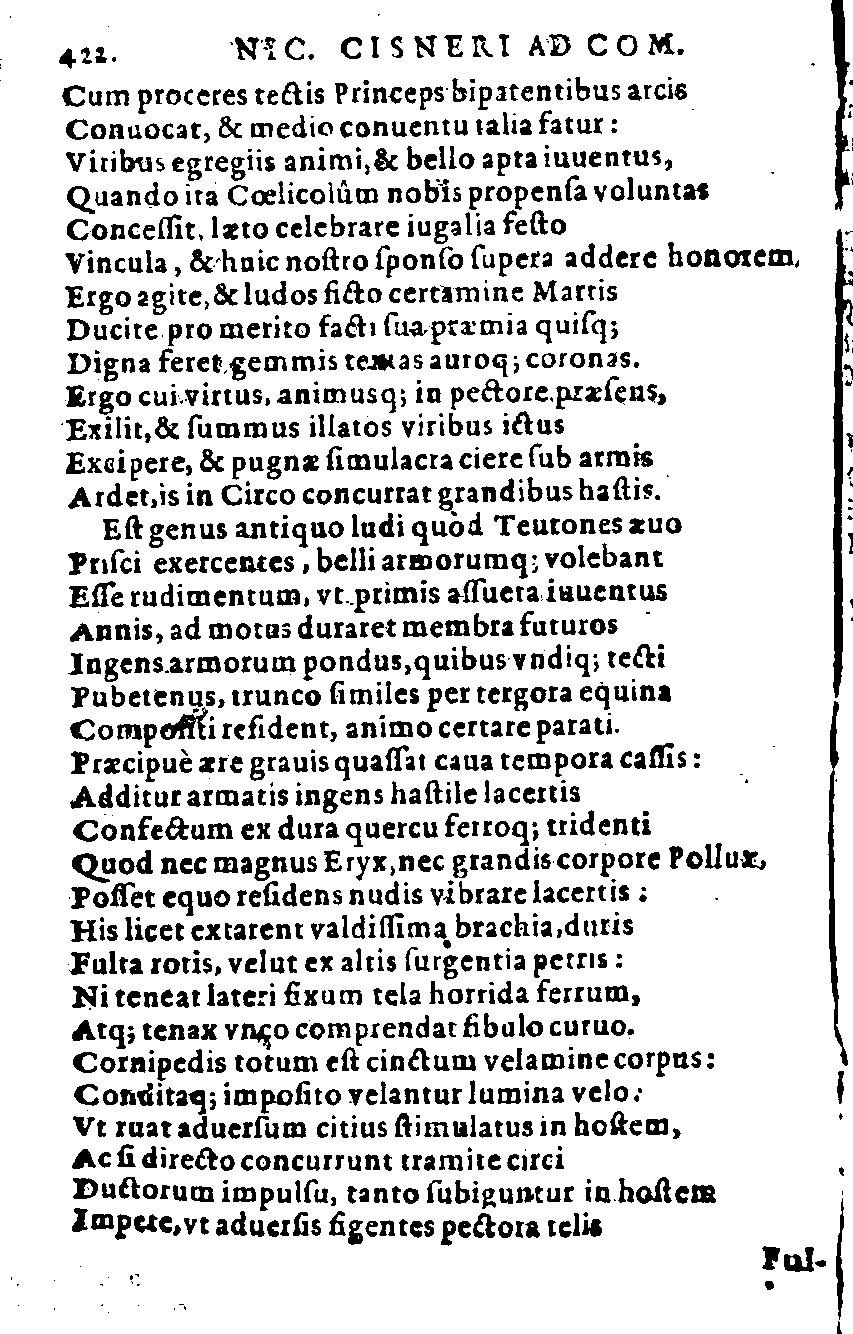 422. NIC. CISNERI AD COM.
Cum proceres tectis Princeps bipatentibus arcis
Conuocat, & medio conuentu talia fatur:
Viribus egregiis animi, & bello apta iuuentus,
Quando ita Cœlicolûm nobis propenſa voluntas
Conceſſit, læto celebrare iugalia feſto
Vincula, & huic noſtro ſponſo ſupera addere honorem,
Ergo agite, & ludos ficto certamine Martis
Ducite pro merito facti ſua præmia quiſq;
Digna feret, gemmis teretas auroq; coronas.
Ergo cui virtus, animusq; in pectore præſens,
Exilit, & ſummus illatos viribus ictus
Excipere, & pugnæ ſimulacra ciere ſub armis
Ardet, is in Circo concurrat grandibus haſtis.
Eſt genus antiquo ludi quòd Teutones æuo
Priſci exercentes, belli armorumq; volebant
Eſſe rudimentum, vt primis aſſueta iuuentus
Annis, ad motus duraret membra futuros
Ingens armorum pondus, quibus vndiq; tecti
Pubetenus, trunco ſimiles per tergora equina
Compoſiti reſident, animo certare parati.
Præcipuè ære grauis quaſſat caua tempora caſſis:
Additur armatis ingens haſtile lacertis
Confectum ex dura quercu ferroq; tridenti
Quod nec magnus Eryx, nec grandis corpore Pollux,
Poſſet equo reſidens nudis vibrare lacertis:
His licet extarent valdiſſima brachia, duris
Fulta rotis, velut ex altis ſurgentia petris:
Ni teneat lateri fixum tela horrida ferrum,
Atq; tenax vnco comprendat fibulo curuo.
Cornipedis totum eſt cinctum velamine corpus:
Conditaq; impoſito velantur lumina velo:
Vt ruat aduerſum citius ſtimulatus in hoſtem,
Ac ſi directo concurrunt tramite circi
Ductorum impulſu, tanto ſubiguntur in hoſtem
Impete, vt aduerſis figentes pectora telis
Ful-